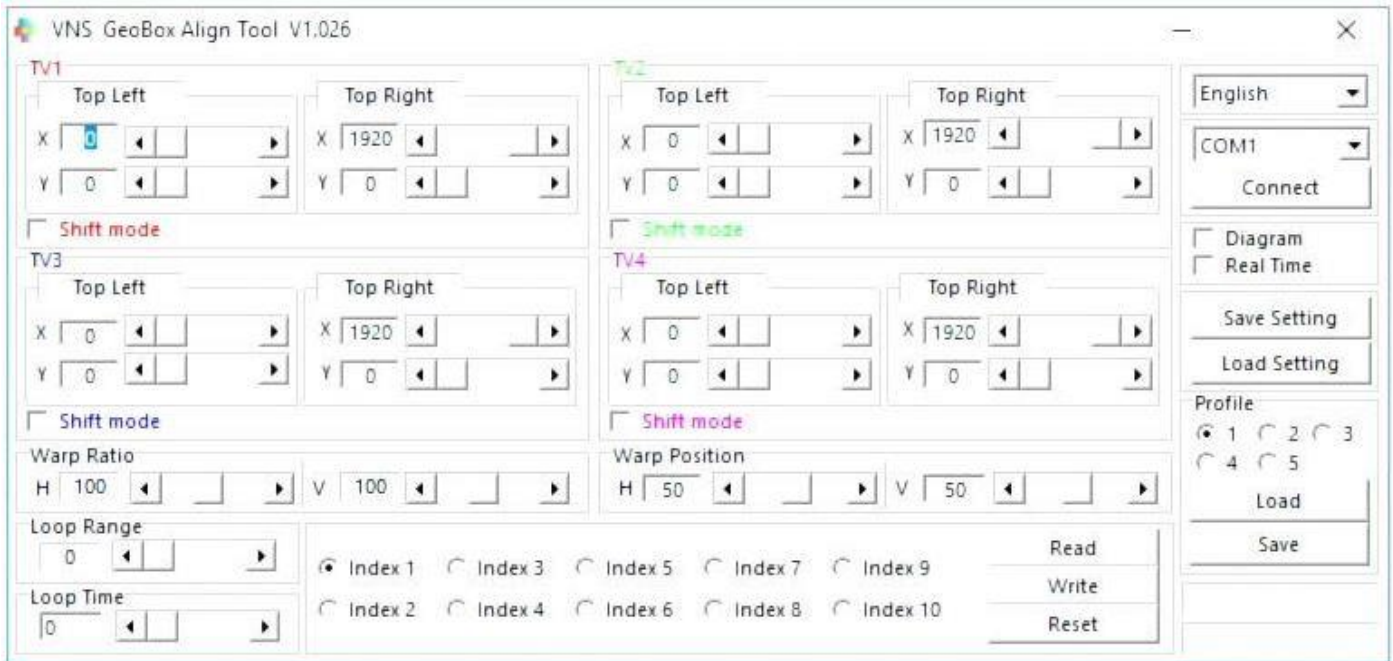 VNS GeoBox Align Tool V1.026
TV1
Top Left
X 0
Y 0
Top Right
X 1920
Y 0
Shift mode
TV2
Top Left
X 0
Y 0
Top Right
X 1920
Y 0
Shift mode
TV3
Top Left
X 0
Y 0
Top Right
X 1920
Y 0
Shift mode
TV4
Top Left
X 0
Y 0
Top Right
X 1920
Y 0
Shift mode
Warp Ratio
H 100 V 100
Warp Position
H 50 V 50
Loop Range
0
Loop Time
0
Index 1 Index 3 Index 5 Index 7 Index 9
Index 2 Index 4 Index 6 Index 8 Index 10
Read
Write
Reset
English
COM1
Connect
Diagram
Real Time
Save Setting
Load Setting
Profile
1 2 3
4 5
Load
Save